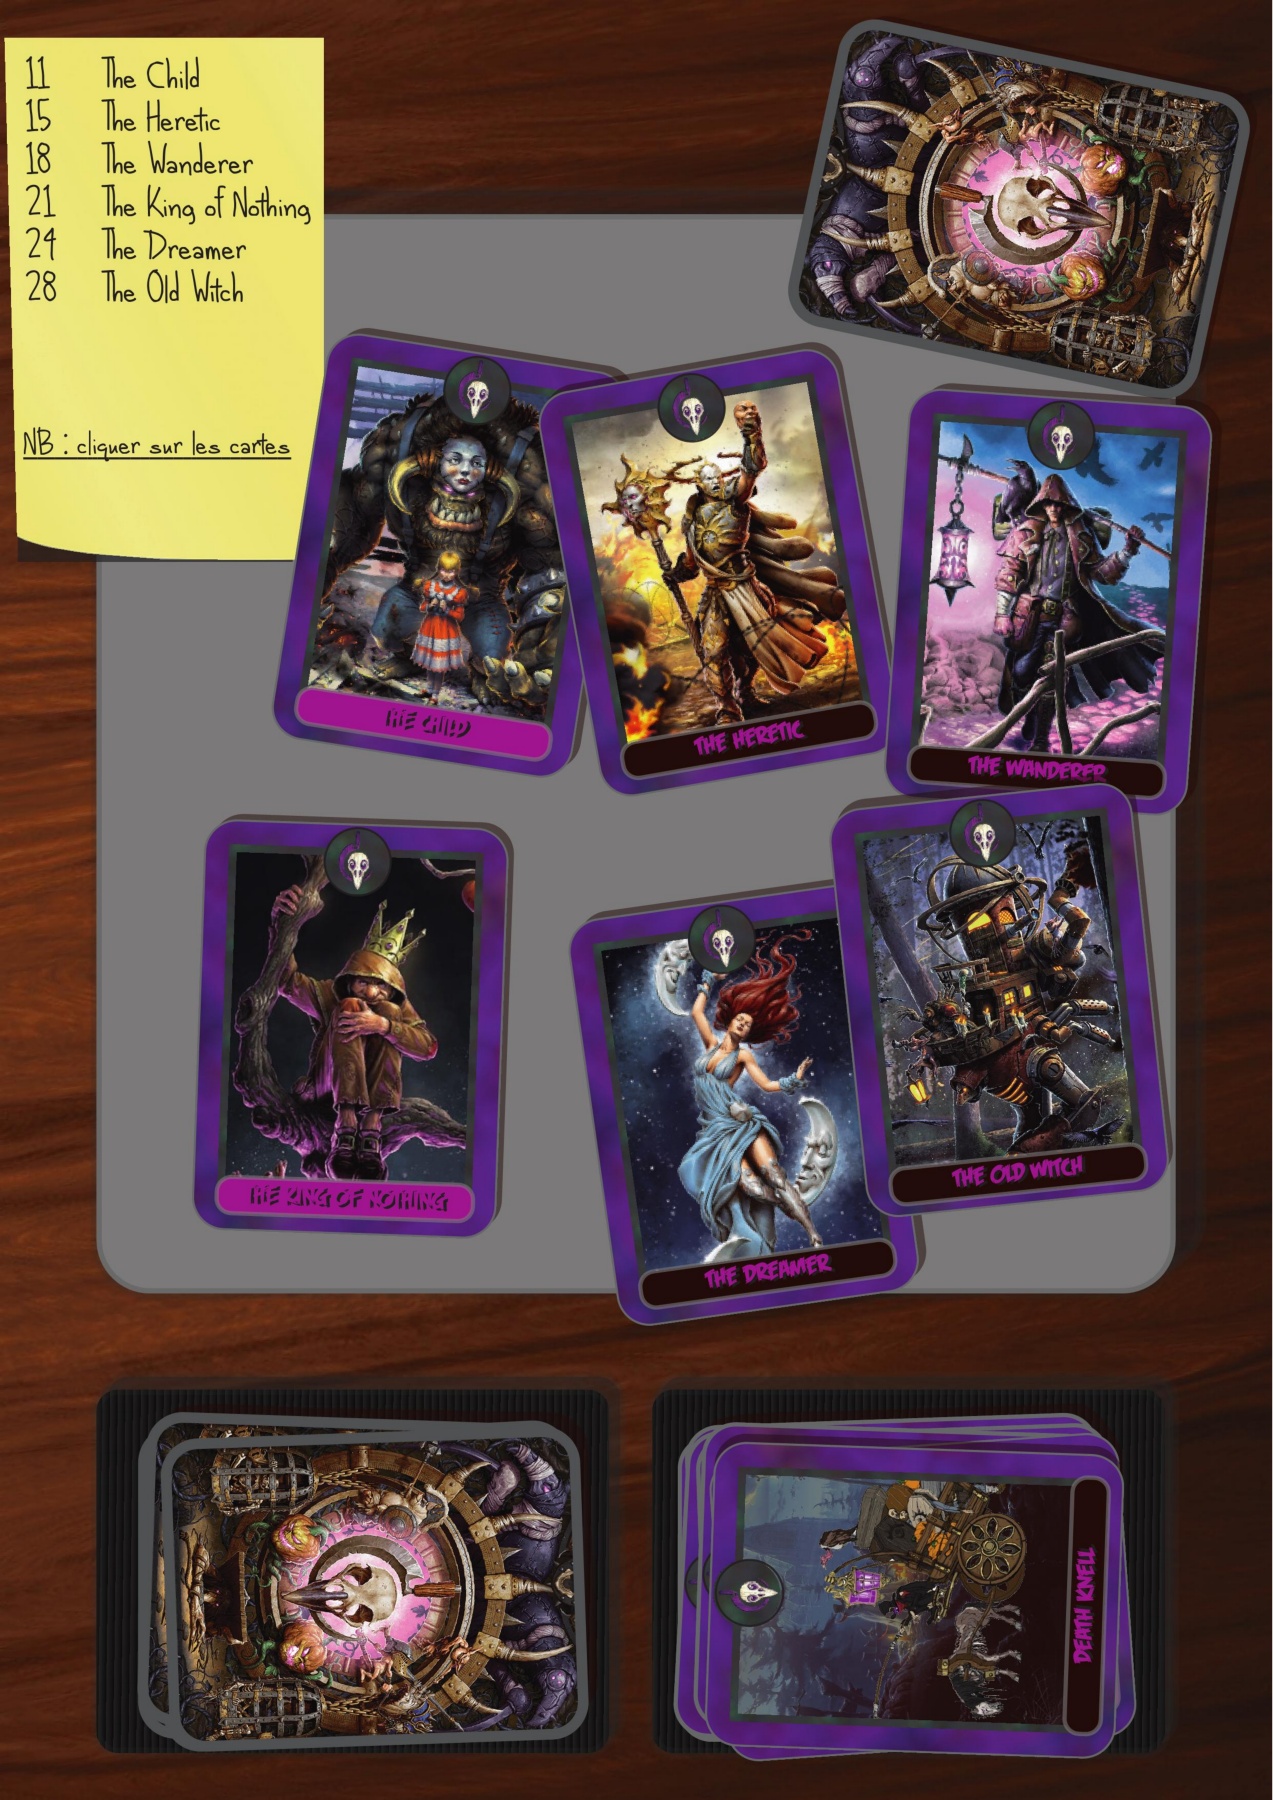 11 The Child
15 The Heretic
18 The Wanderer
21 The King of Nothing
24 The Dreamer
28 The Old Witch
NB : cliquer sur les cartes
THE CHILD
THE HERETIC
THE WANDERER
THE KING OF NOTHING
THE DREAMER
THE OLD WITCH
DEATH KNELL